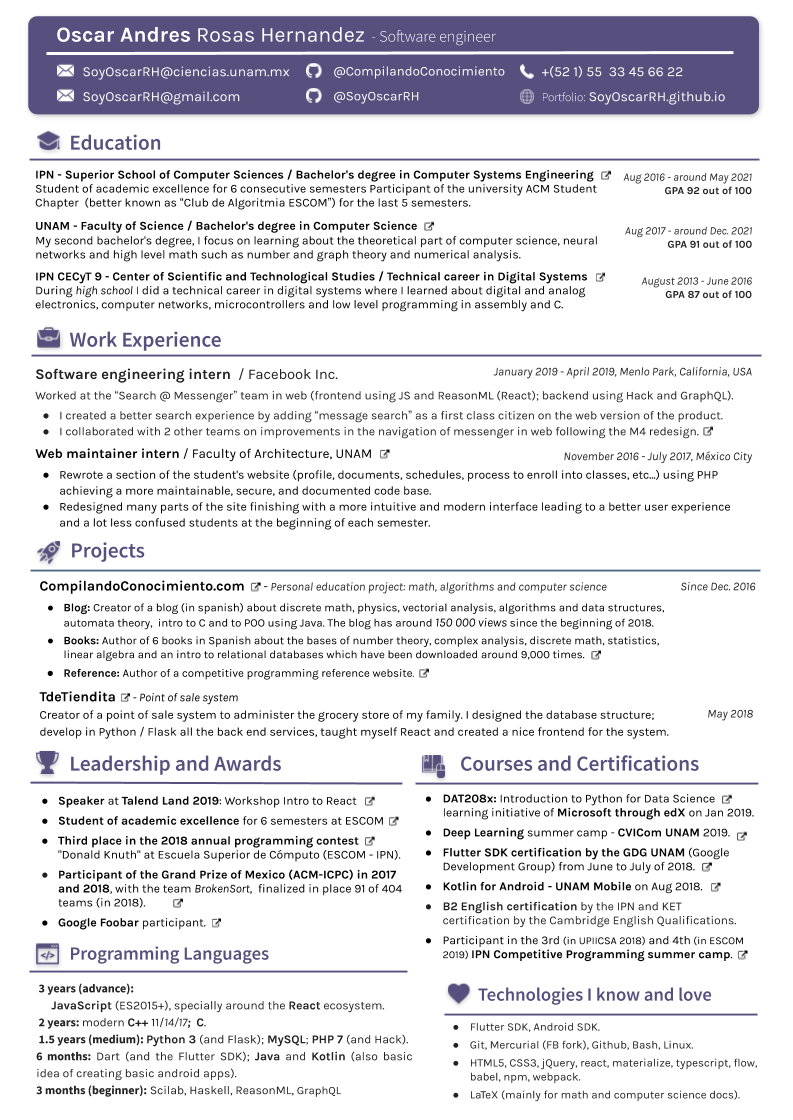 Oscar Andres Rosas Hernandez - Software engineer
SoyOscarRH@ciencias.unam.mx @CompilandoConocimiento +(52 1) 55 33 45 66 22
SoyOscarRH@gmail.com @SoyOscarRH Portfolio: SoyOscarRH.github.io
Education
IPN - Superior School of Computer Sciences / Bachelor's degree in Computer Systems Engineering Aug 2016 - around May 2021
Student of academic excellence for 6 consecutive semesters Participant of the university ACM Student GPA 92 out of 100
Chapter (better known as "Club de Algoritmia ESCOM") for the last 5 semesters.
UNAM - Faculty of Science / Bachelor's degree in Computer Science Aug 2017 - around Dec. 2021
My second bachelor's degree, I focus on learning about the theoretical part of computer science, neural GPA 91 out of 100
networks and high level math such as number and graph theory and numerical analysis.
IPN CECyT 9 - Center of Scientific and Technological Studies / Technical career in Digital Systems August 2013 - June 2016
During high school I did a technical career in digital systems where I learned about digital and analog GPA 87 out of 100
electronics, computer networks, microcontrollers and low level programming in assembly and C.
Work Experience
Software engineering intern / Facebook Inc. January 2019 - April 2019, Menlo Park, California, USA
Worked at the "Search @ Messenger" team in web (frontend using JS and ReasonML (React); backend using Hack and GraphQL).
● I created a better search experience by adding "message search" as a first class citizen on the web version of the product.
● I collaborated with 2 other teams on improvements in the navigation of messenger in web following the M4 redesign.
Web maintainer intern / Faculty of Architecture, UNAM November 2016 - July 2017, México City
● Rewrote a section of the student's website (profile, documents, schedules, process to enroll into classes, etc...) using PHP
achieving a more maintainable, secure, and documented code base.
● Redesigned many parts of the site finishing with a more intuitive and modern interface leading to a better user experience
and a lot less confused students at the beginning of each semester.
Projects
CompilandoConocimiento.com - Personal education project: math, algorithms and computer science Since Dec. 2016
● Blog: Creator of a blog (in spanish) about discrete math, physics, vectorial analysis, algorithms and data structures,
automata theory, intro to C and to POO using Java. The blog has around 150 000 views since the beginning of 2018.
● Books: Author of 6 books in Spanish about the bases of number theory, complex analysis, discrete math, statistics,
linear algebra and an intro to relational databases which have been downloaded around 9,000 times.
● Reference: Author of a competitive programming reference website.
TdeTiendita - Point of sale system
Creator of a point of sale system to administer the grocery store of my family. I designed the database structure; May 2018
develop in Python / Flask all the back end services, taught myself React and created a nice frontend for the system.
Leadership and Awards
● Speaker at Talend Land 2019: Workshop Intro to React
● Student of academic excellence for 6 semesters at ESCOM
● Third place in the 2018 annual programming contest
"Donald Knuth" at Escuela Superior de Cómputo (ESCOM - IPN).
● Participant of the Grand Prize of Mexico (ACM-ICPC) in 2017
and 2018, with the team BrokenSort, finalized in place 91 of 404
teams (in 2018).
● Google Foobar participant.
Programming Languages
3 years (advance):
JavaScript (ES2015+), specially around the React ecosystem.
2 years: modern C++ 11/14/17; C.
1.5 years (medium): Python 3 (and Flask); MySQL; PHP 7 (and Hack).
6 months: Dart (and the Flutter SDK); Java and Kotlin (also basic
idea of creating basic android apps).
3 months (beginner): Scilab, Haskell, ReasonML, GraphQL
Courses and Certifications
● DAT208x: Introduction to Python for Data Science
learning initiative of Microsoft through edX on Jan 2019.
● Deep Learning summer camp - CVICom UNAM 2019.
● Flutter SDK certification by the GDG UNAM (Google
Development Group) from June to July of 2018.
● Kotlin for Android - UNAM Mobile on Aug 2018.
● B2 English certification by the IPN and KET
certification by the Cambridge English Qualifications.
● Participant in the 3rd (in UPIICSA 2018) and 4th (in ESCOM
2019) IPN Competitive Programming summer camp.
Technologies I know and love
● Flutter SDK, Android SDK.
● Git, Mercurial (FB fork), Github, Bash, Linux.
● HTML5, CSS3, jQuery, react, materialize, typescript, flow,
babel, npm, webpack.
● LaTeX (mainly for math and computer science docs).